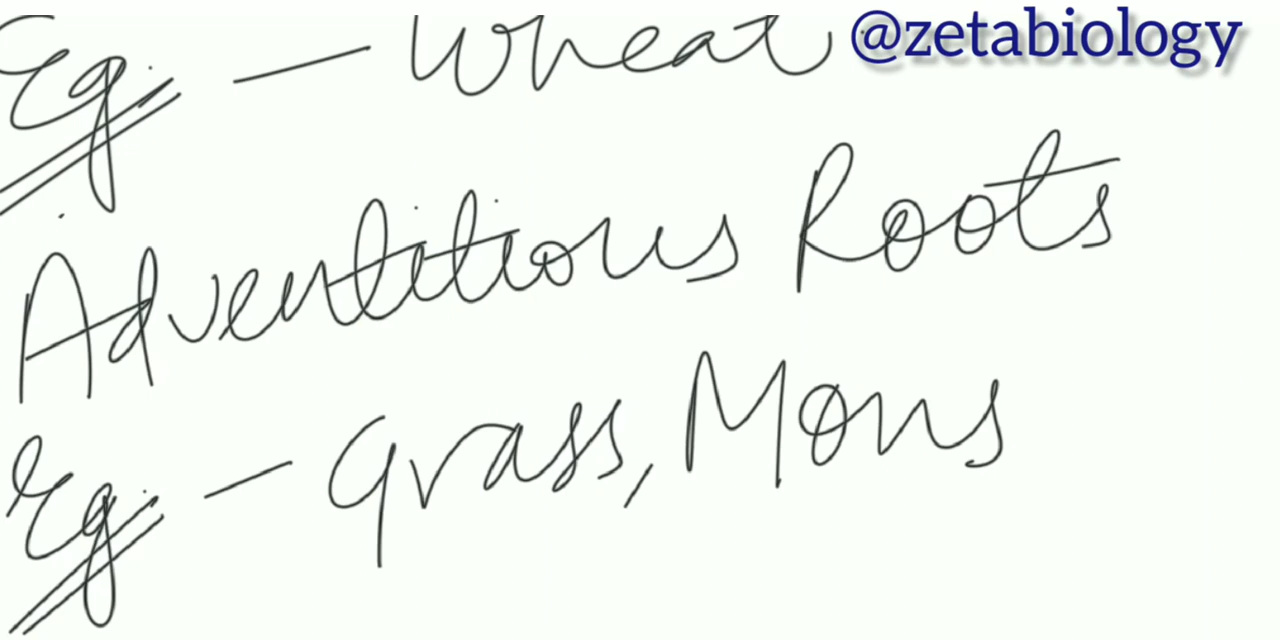 @zetabiology
Eg. — Wheat
Adventitious Roots
Eg. — Grass, Mons